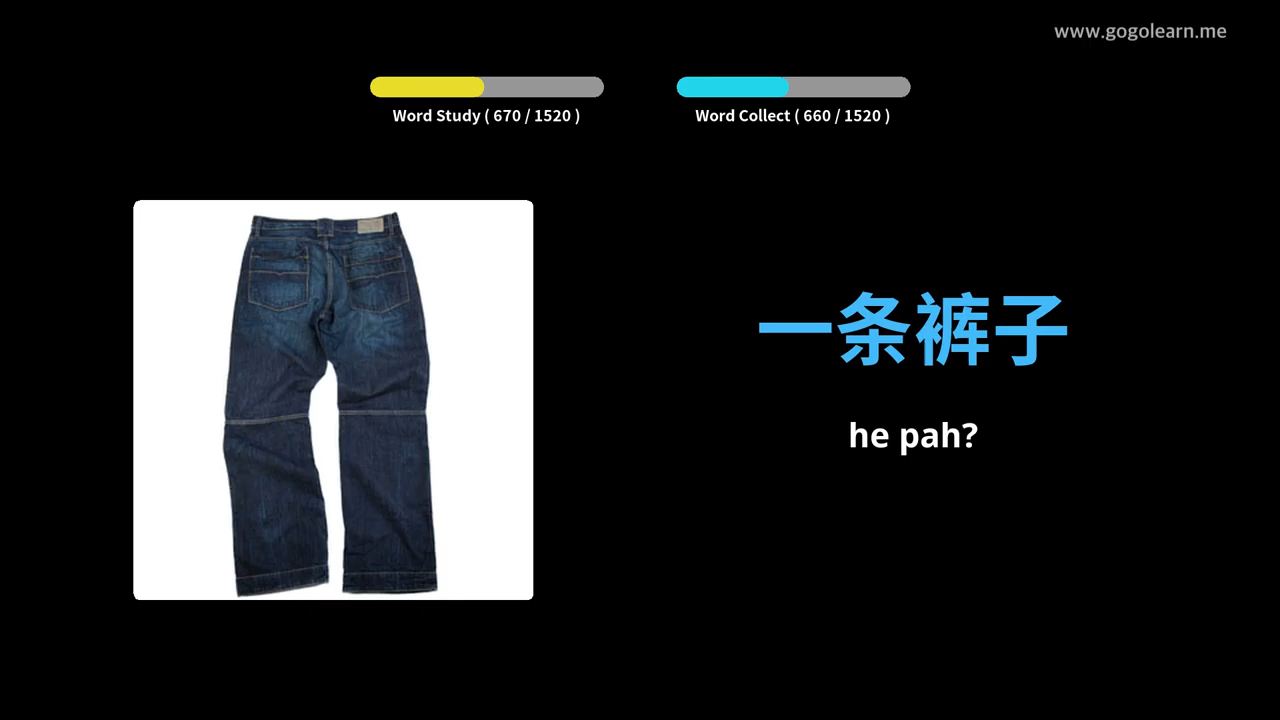 www.gogolearn.me
Word Study ( 670 / 1520 )
Word Collect ( 660 / 1520 )
一条裤子
he pah?